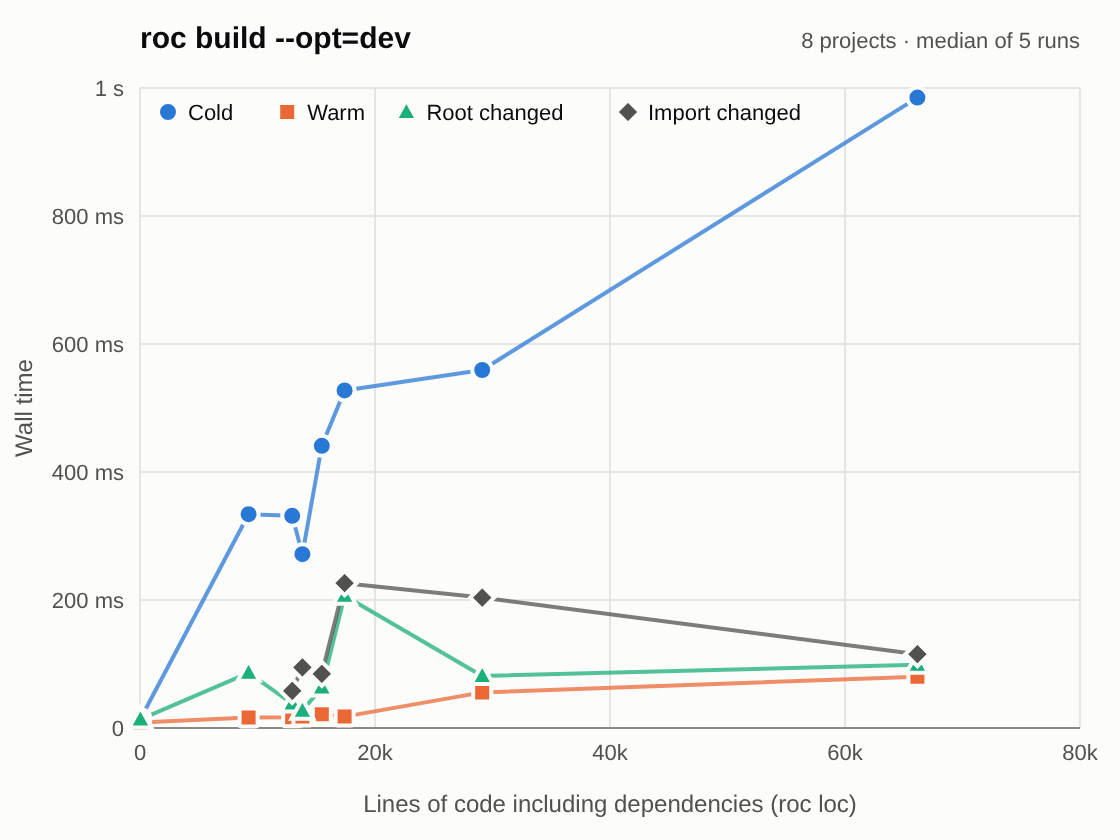 roc build --opt=dev
8 projects · median of 5 runs
1 s
Cold
Warm
Root changed
Import changed
800 ms
600 ms
400 ms
200 ms
0
Wall time
0
20k
40k
60k
80k
Lines of code including dependencies (roc loc)